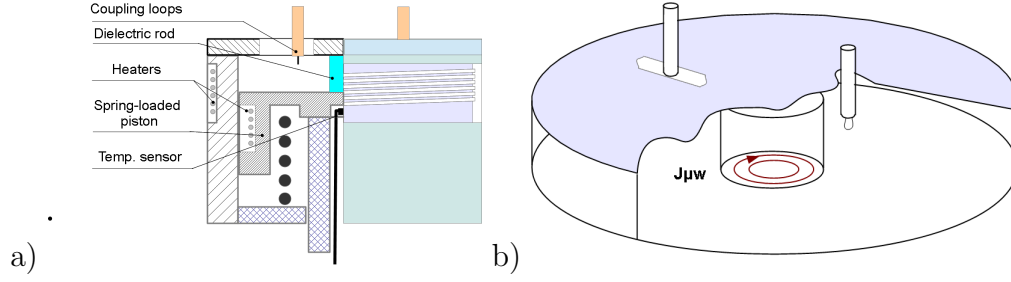 Coupling loops
Dielectric rod
Heaters
Spring-loaded
piston
Temp. sensor
a)
Jμw
b)